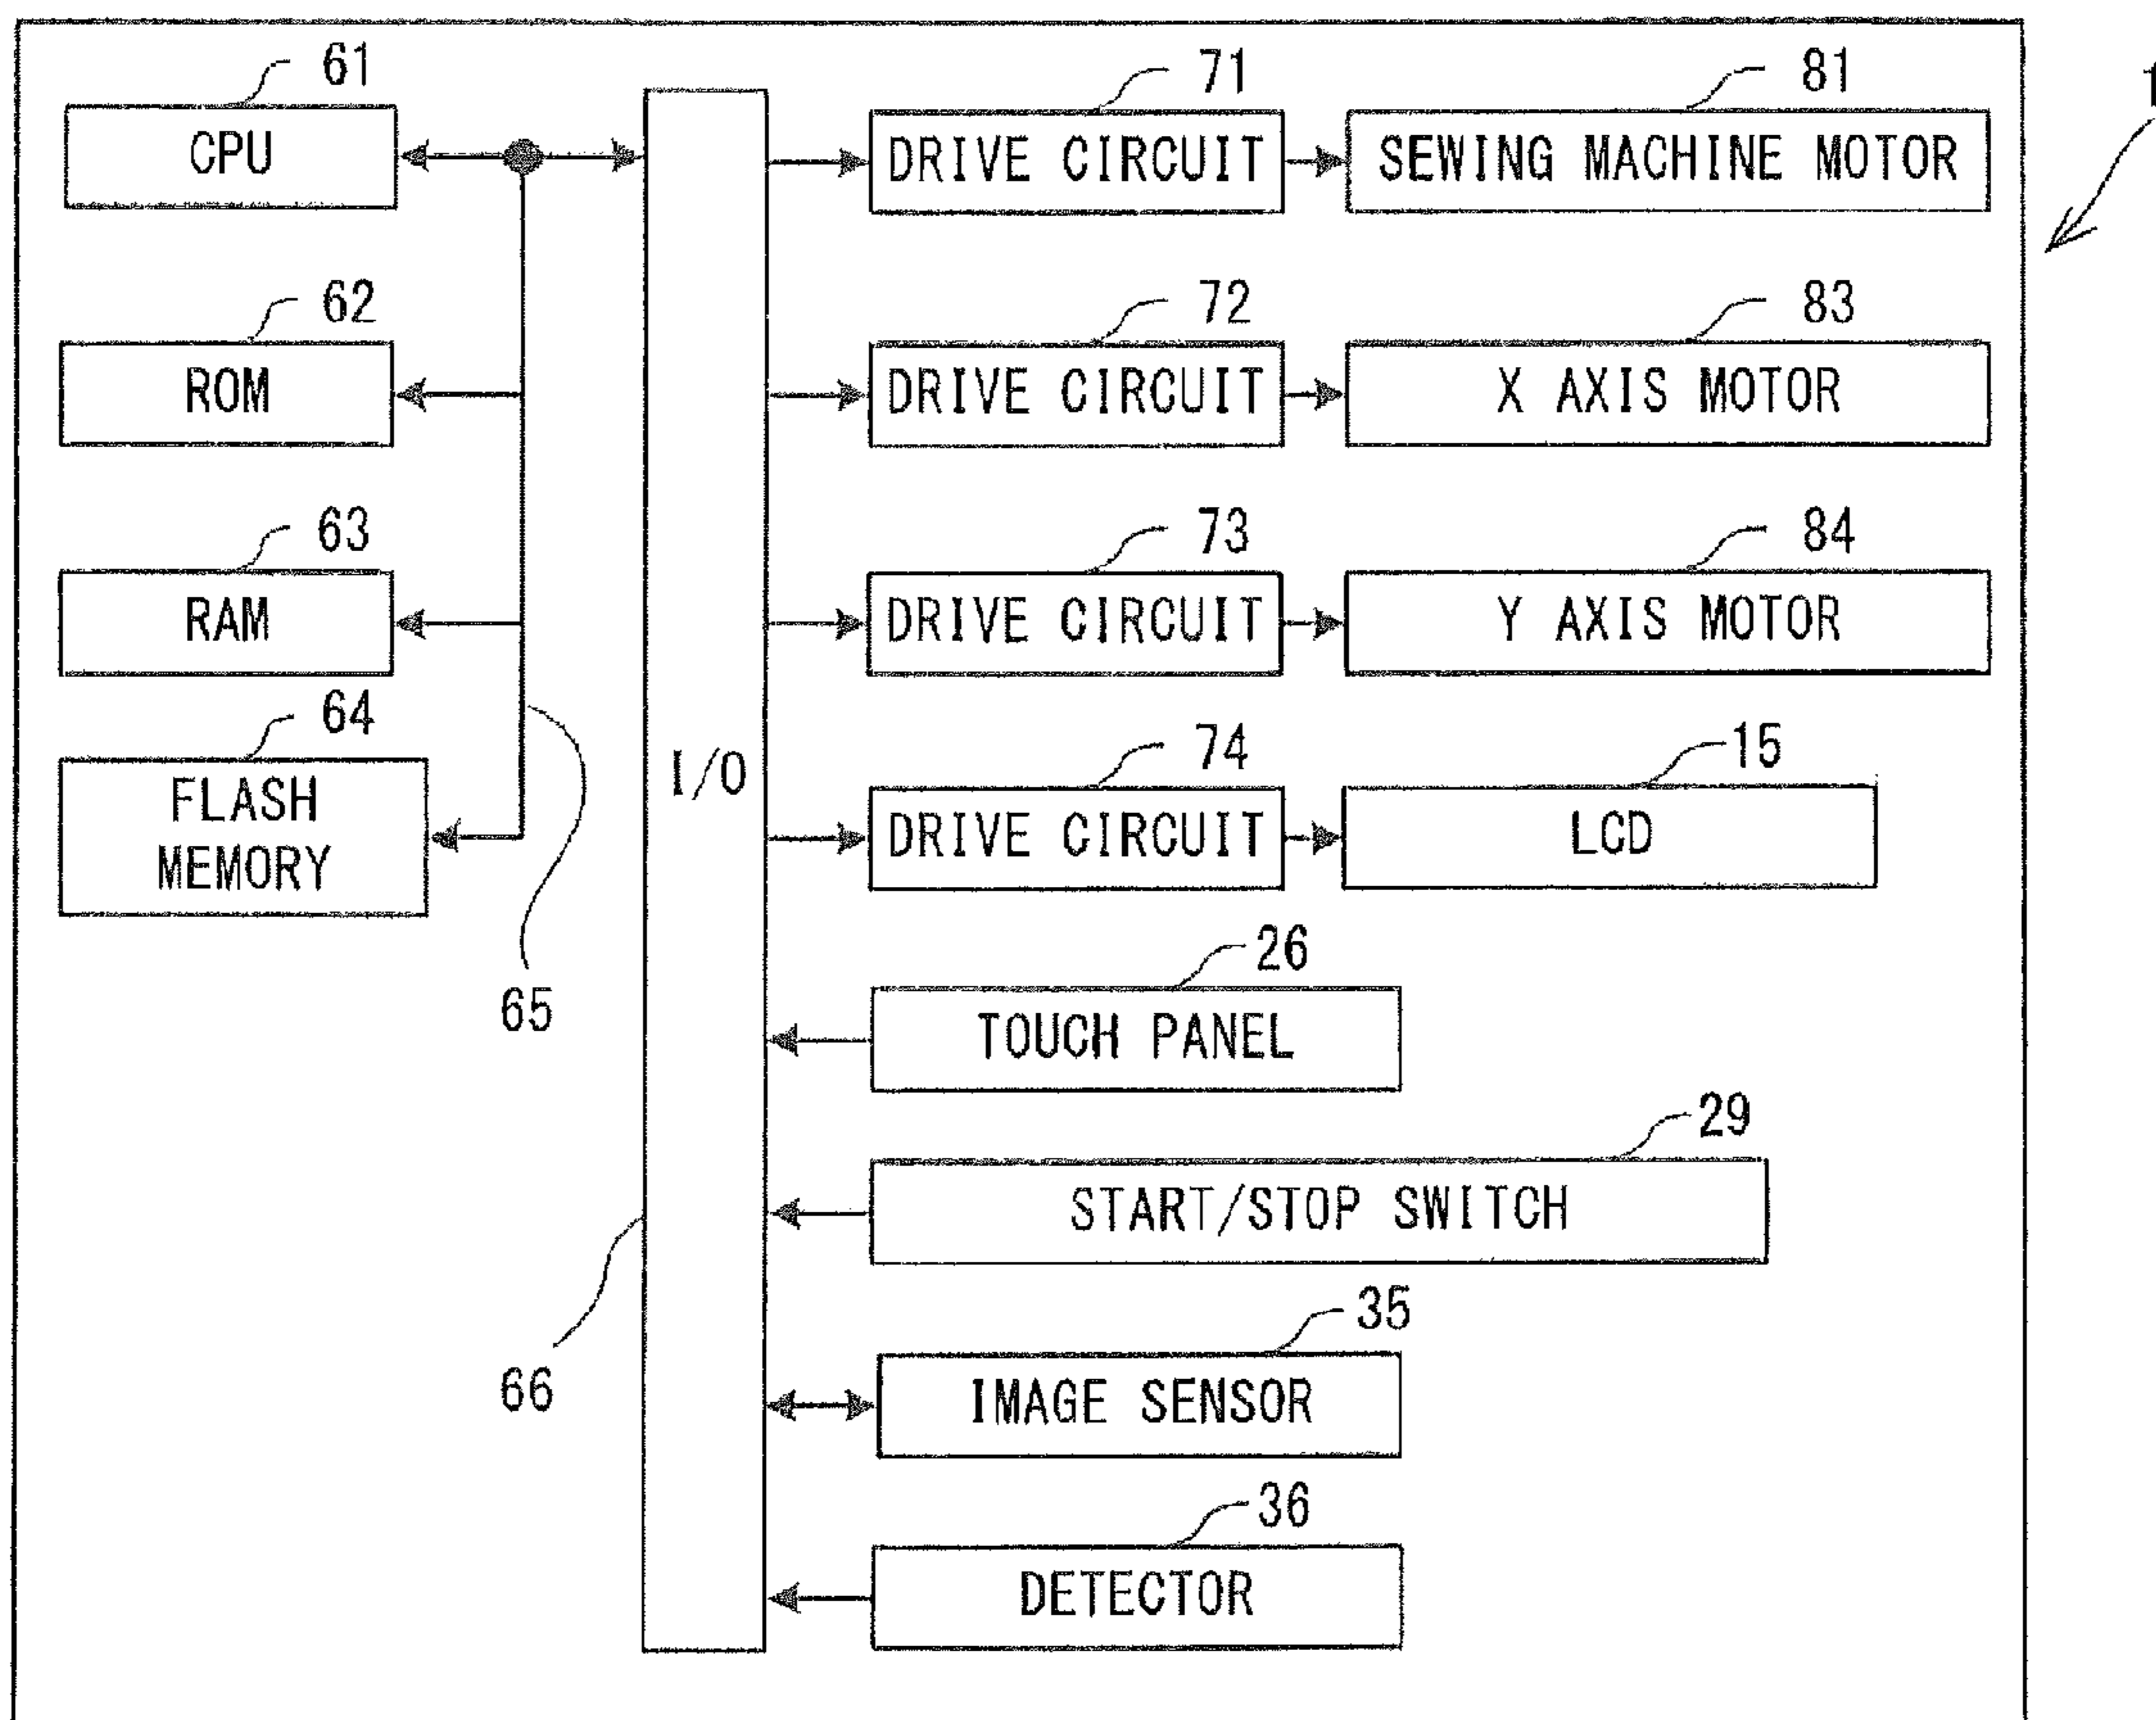 61
71
81
1
CPU
DRIVE CIRCUIT
SEWING MACHINE MOTOR
62
72
83
ROM
DRIVE CIRCUIT
X AXIS MOTOR
63
73
84
RAM
DRIVE CIRCUIT
Y AXIS MOTOR
64
74
15
FLASH
MEMORY
I/O
DRIVE CIRCUIT
LCD
26
65
TOUCH PANEL
29
START/STOP SWITCH
35
66
IMAGE SENSOR
36
DETECTOR